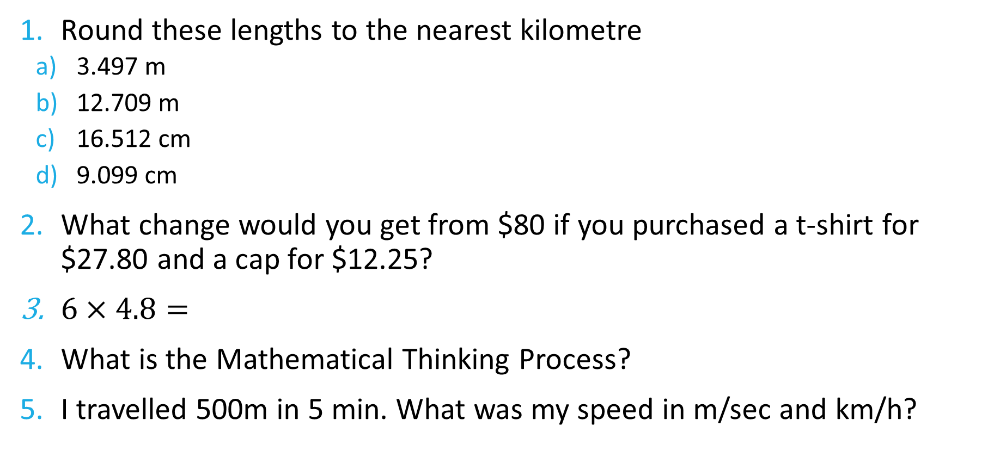 1. Round these lengths to the nearest kilometre
a) 3.497 m
b) 12.709 m
c) 16.512 cm
d) 9.099 cm
2. What change would you get from $80 if you purchased a t-shirt for
$27.80 and a cap for $12.25?
3. 6 × 4.8 =
4. What is the Mathematical Thinking Process?
5. I travelled 500m in 5 min. What was my speed in m/sec and km/h?